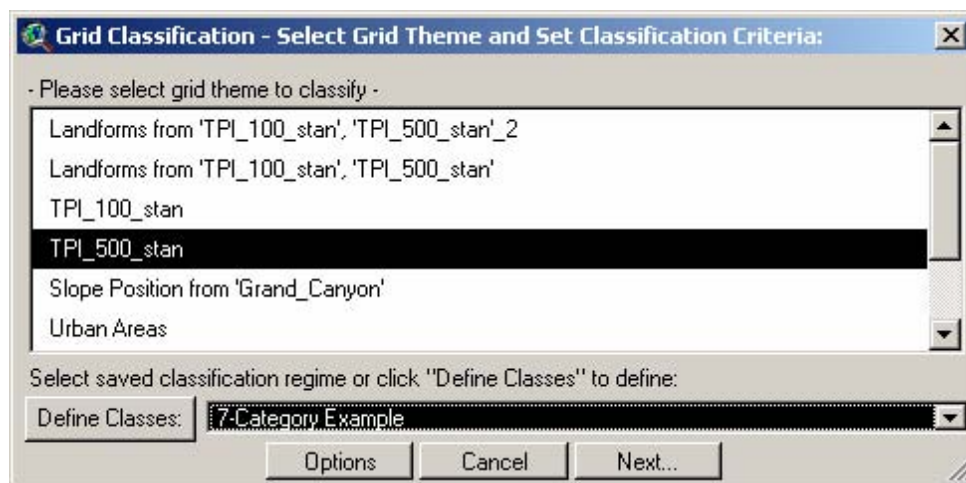 Grid Classification - Select Grid Theme and Set Classification Criteria:
- Please select grid theme to classify -
Landforms from 'TPI_100_stan', 'TPI_500_stan'_2
Landforms from 'TPI_100_stan', 'TPI_500_stan'
TPI_100_stan
TPI_500_stan
Slope Position from 'Grand_Canyon'
Urban Areas
Select saved classification regime or click "Define Classes" to define:
Define Classes: 7-Category Example
Options Cancel Next...